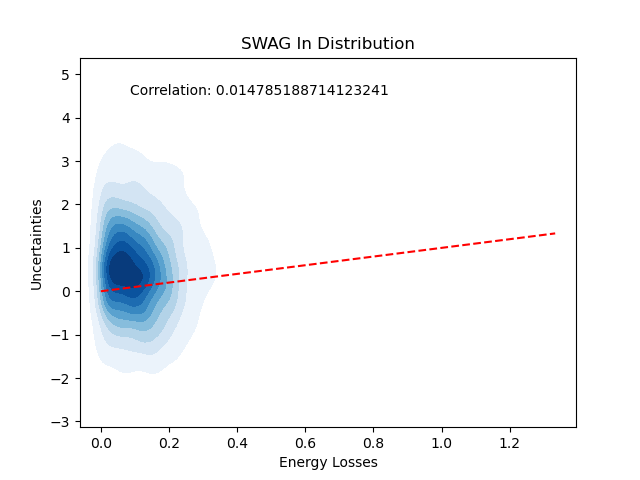 SWAG In Distribution
Correlation: 0.014785188714123241
Uncertainties
5
4
3
2
1
0
−1
−2
−3
0.0 0.2 0.4 0.6 0.8 1.0 1.2
Energy Losses